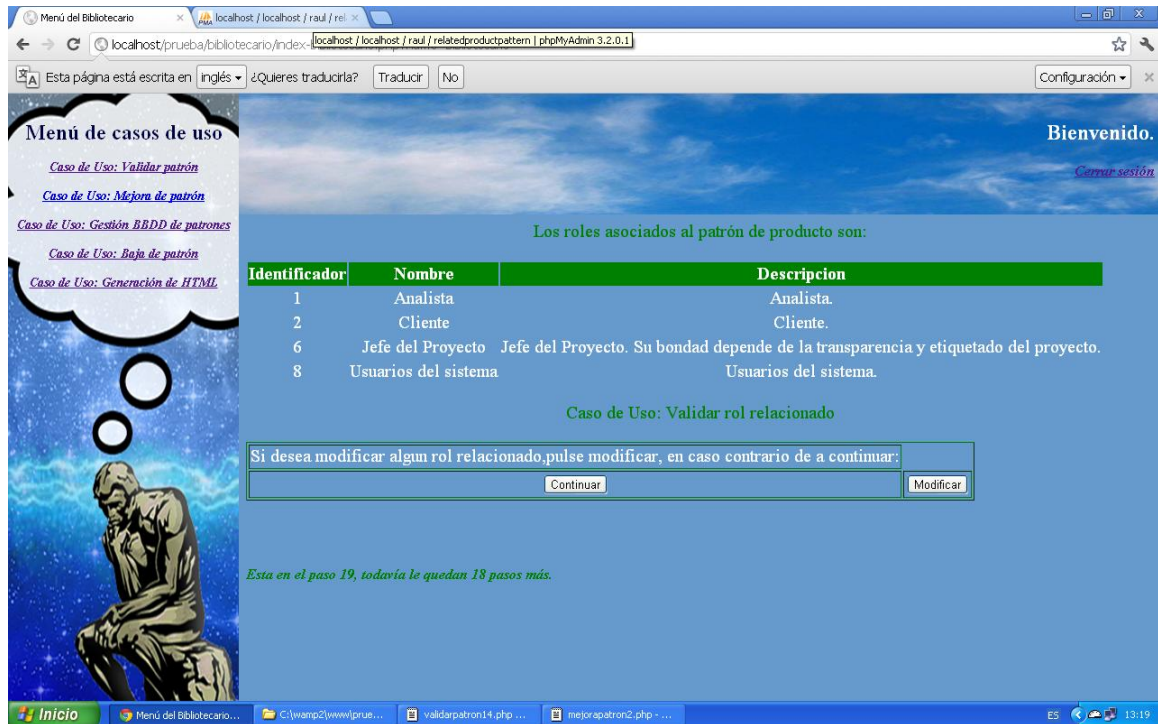 Menú del Bibliotecario
localhost / localhost / raul / rel
localhost/prueba/bibliotecario/index-
localhost / localhost / raul / relatedproductpattern | phpMyAdmin 3.2.0.1
Esta página está escrita en inglés ¿Quieres traducirla? Traducir No Configuración
Menú de casos de uso
Caso de Uso: Validar patrón
Caso de Uso: Mejora de patrón
Caso de Uso: Gestión BBDD de patrones
Caso de Uso: Baja de patrón
Caso de Uso: Generación de HTML
Bienvenido.
Cerrar sesión
Los roles asociados al patrón de producto son:
Identificador Nombre Descripcion
1 Analista Analista.
2 Cliente Cliente.
6 Jefe del Proyecto Jefe del Proyecto. Su bondad depende de la transparencia y etiquetado del proyecto.
8 Usuarios del sistema Usuarios del sistema.
Caso de Uso: Validar rol relacionado
Si desea modificar algun rol relacionado,pulse modificar, en caso contrario de a continuar:
Continuar Modificar
Esta en el paso 19, todavía le quedan 18 pasos más.
Inicio Menú del Bibliotecario... C:\wamp2\www\prue... validarpatron14.php ... mejorapatron2.php - ... ES 13:19